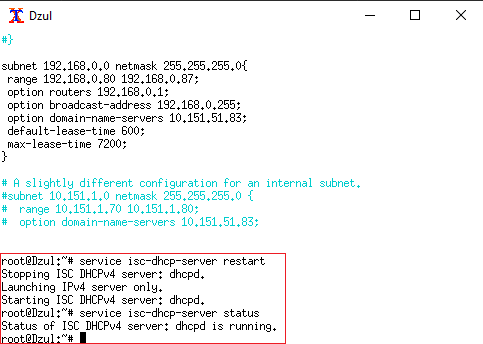 Dzul
#}
subnet 192.168.0.0 netmask 255.255.255.0{
range 192.168.0.80 192.168.0.87;
option routers 192.168.0.1;
option broadcast-address 192.168.0.255;
option domain-name-servers 10.151.51.83;
default-lease-time 600;
max-lease-time 7200;
}
# A slightly different configuration for an internal subnet.
#subnet 10.151.1.0 netmask 255.255.255.0 {
#  range 10.151.1.70 10.151.1.80;
#  option domain-name-servers 10.151.51.83;
root@Dzul:~# service isc-dhcp-server restart
Stopping ISC DHCPv4 server: dhcpd.
Launching IPv4 server only.
Starting ISC DHCPv4 server: dhcpd.
root@Dzul:~# service isc-dhcp-server status
Status of ISC DHCPv4 server: dhcpd is running.
root@Dzul:~#